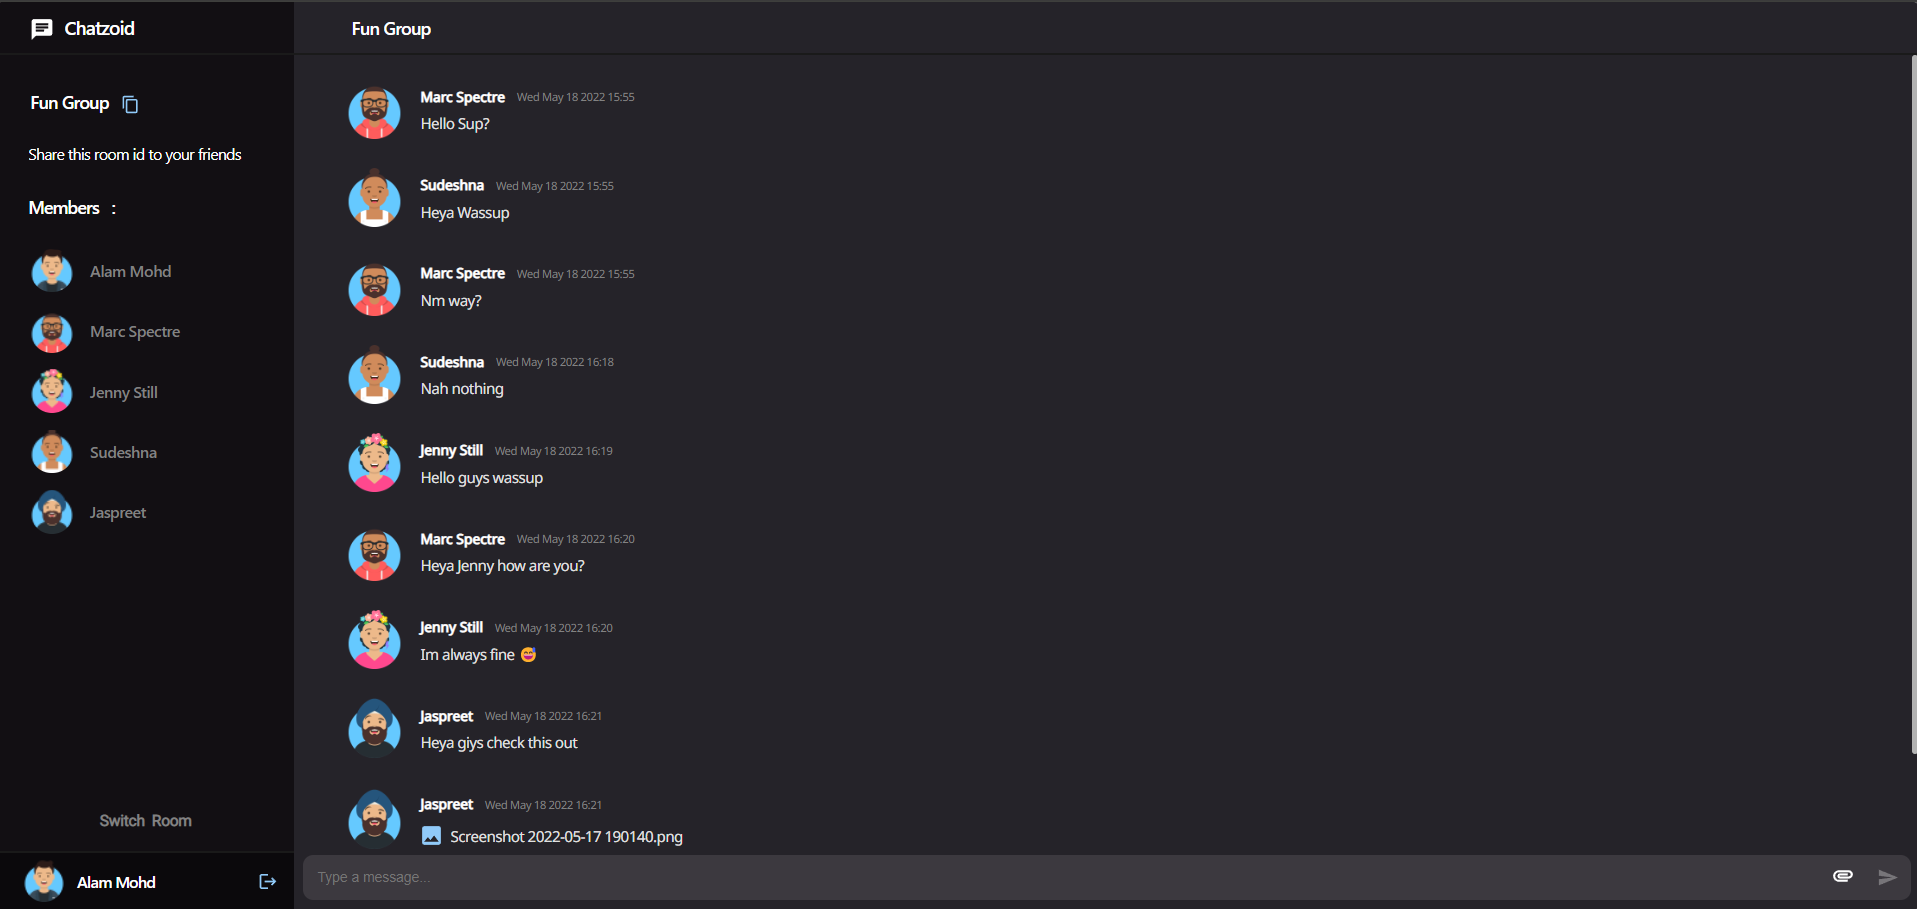 Chatzoid
Fun Group
Share this room id to your friends
Members :
Alam Mohd
Marc Spectre
Jenny Still
Sudeshna
Jaspreet
Switch Room
Alam Mohd
Fun Group
Marc Spectre Wed May 18 2022 15:55
Hello Sup?
Sudeshna Wed May 18 2022 15:55
Heya Wassup
Marc Spectre Wed May 18 2022 15:55
Nm way?
Sudeshna Wed May 18 2022 16:18
Nah nothing
Jenny Still Wed May 18 2022 16:19
Hello guys wassup
Marc Spectre Wed May 18 2022 16:20
Heya Jenny how are you?
Jenny Still Wed May 18 2022 16:20
Im always fine 😅
Jaspreet Wed May 18 2022 16:21
Heya giys check this out
Jaspreet Wed May 18 2022 16:21
Screenshot 2022-05-17 190140.png
Type a message...